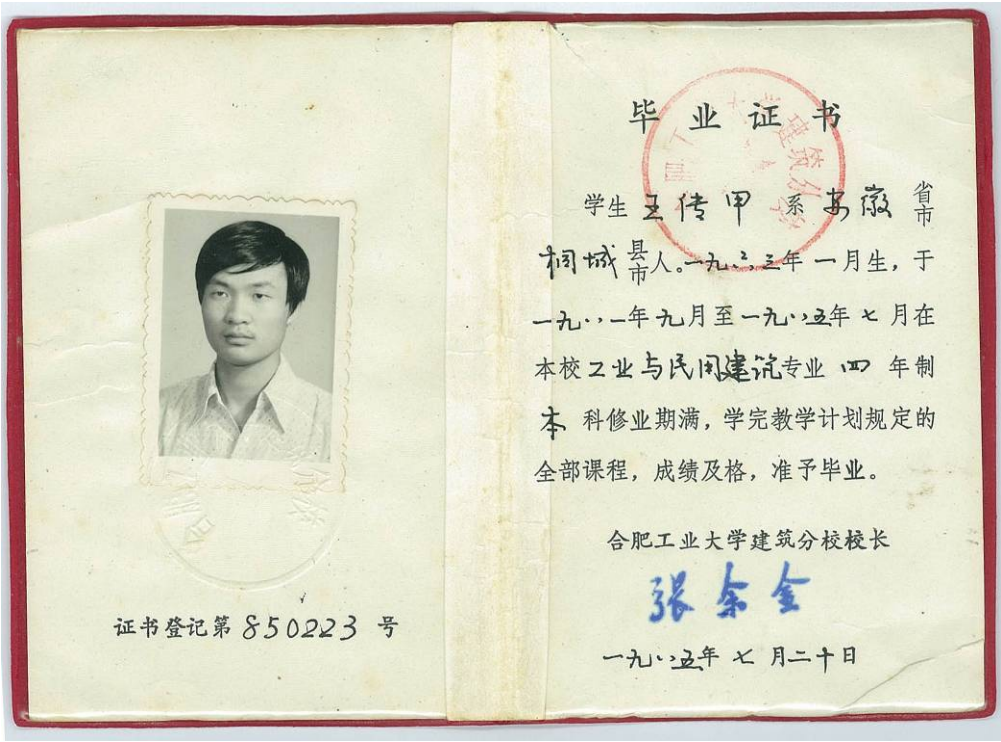 证书登记第 850223 号
毕业证书
学生 王传甲 系 安徽 省市
桐城 县市人。一九六三年一月生，于
一九八一年九月至一九八五年七月在
本校工业与民用建筑专业 四 年制
本 科修业期满，学完教学计划规定的
全部课程，成绩及格，准予毕业。
合肥工业大学建筑分校校长
张余金
一九八五年七月二十日